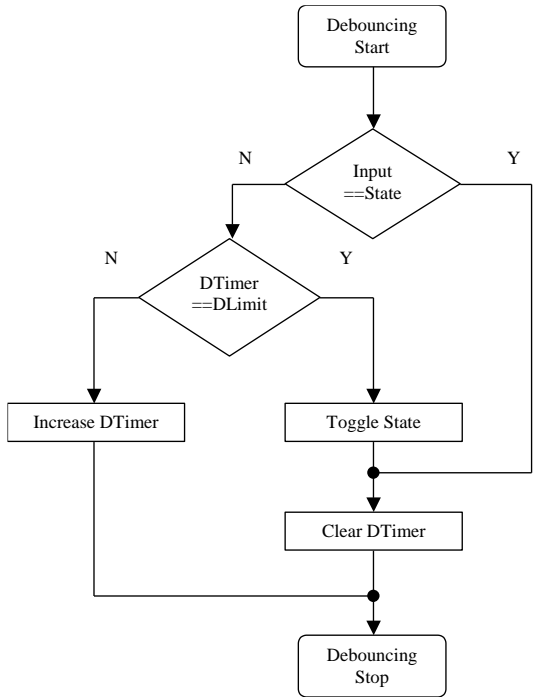 Debouncing
Start
N
Y
Input
==State
N
Y
DTimer
==DLimit
Increase DTimer
Toggle State
Clear DTimer
Debouncing
Stop